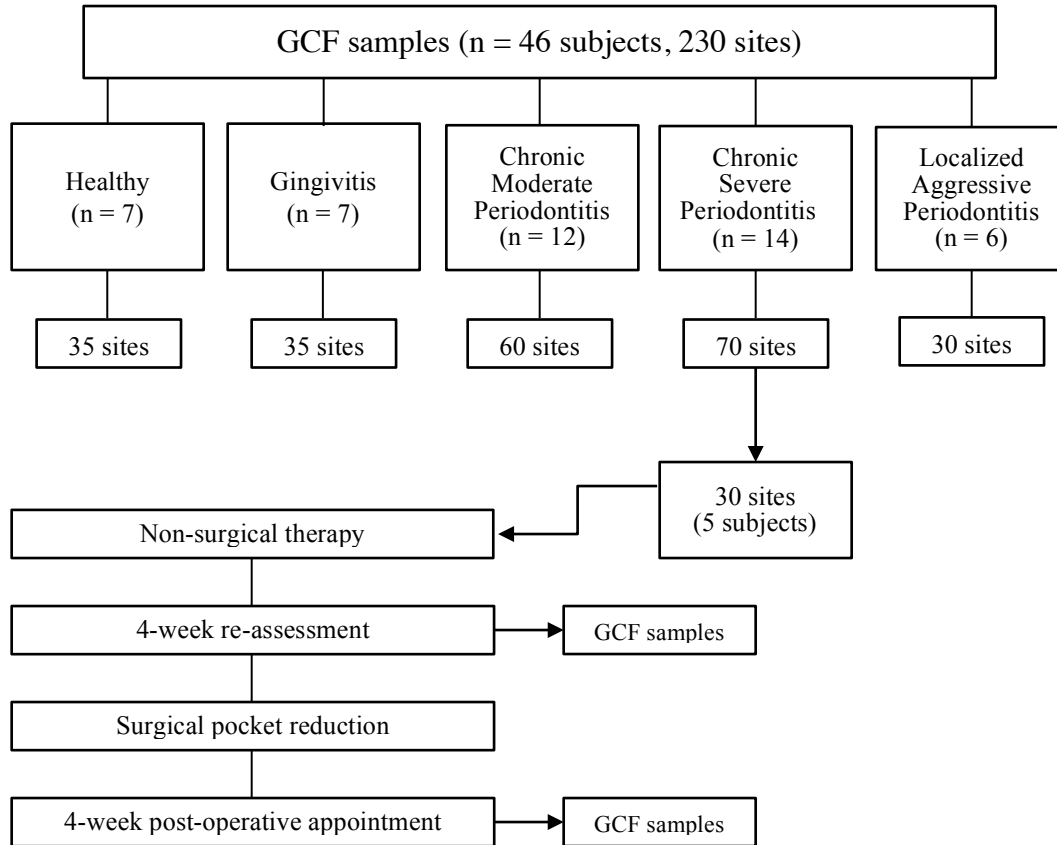 GCF samples (n = 46 subjects, 230 sites)
Healthy
(n = 7)
Gingivitis
(n = 7)
Chronic
Moderate
Periodontitis
(n = 12)
Chronic
Severe
Periodontitis
(n = 14)
Localized
Aggressive
Periodontitis
(n = 6)
35 sites
35 sites
60 sites
70 sites
30 sites
30 sites
(5 subjects)
Non-surgical therapy
4-week re-assessment
GCF samples
Surgical pocket reduction
4-week post-operative appointment
GCF samples